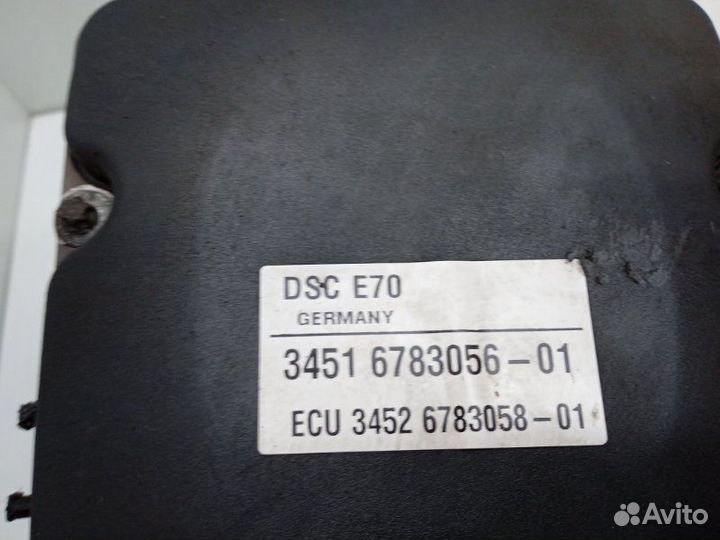 DSC E70
GERMANY
3451 6783056-01
ECU 3452 6783058-01
Avito